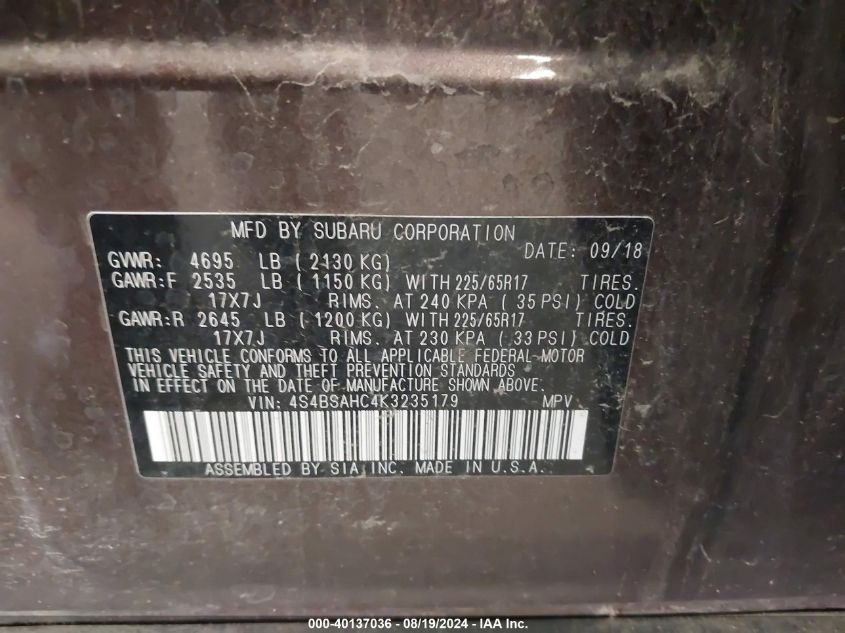 MFD BY SUBARU CORPORATION
DATE: 09/18
GVWR: 4695 LB (2130 KG)
GAWR:F 2535 LB (1150 KG) WITH 225/65R17 TIRES.
17X7J RIMS. AT 240 KPA (35 PSI) COLD
GAWR:R 2645 LB (1200 KG) WITH 225/65R17 TIRES.
17X7J RIMS. AT 230 KPA (33 PSI) COLD
THIS VEHICLE CONFORMS TO ALL APPLICABLE FEDERAL MOTOR
VEHICLE SAFETY AND THEFT PREVENTION STANDARDS
IN EFFECT ON THE DATE OF MANUFACTURE SHOWN ABOVE.
VIN: 4S4BSAHC4K3235179 MPV
ASSEMBLED BY SIA INC. MADE IN U.S.A.
000-40137036 - 08/19/2024 - IAA Inc.